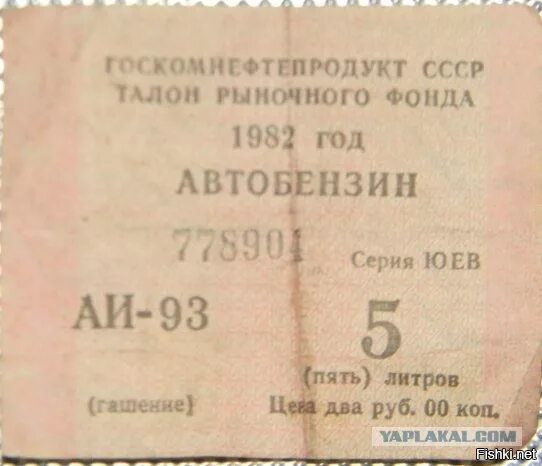 ГОСКОМНЕФТЕПРОДУКТ СССР
ТАЛОН РЫНОЧНОГО ФОНДА
1982 год
АВТОБЕНЗИН
778904
Серия ЮЕВ
АИ-93
5
(пять) литров
(гашение)
Цена два руб. 00 коп.
YAPLAKAL.COM
Fishki.net